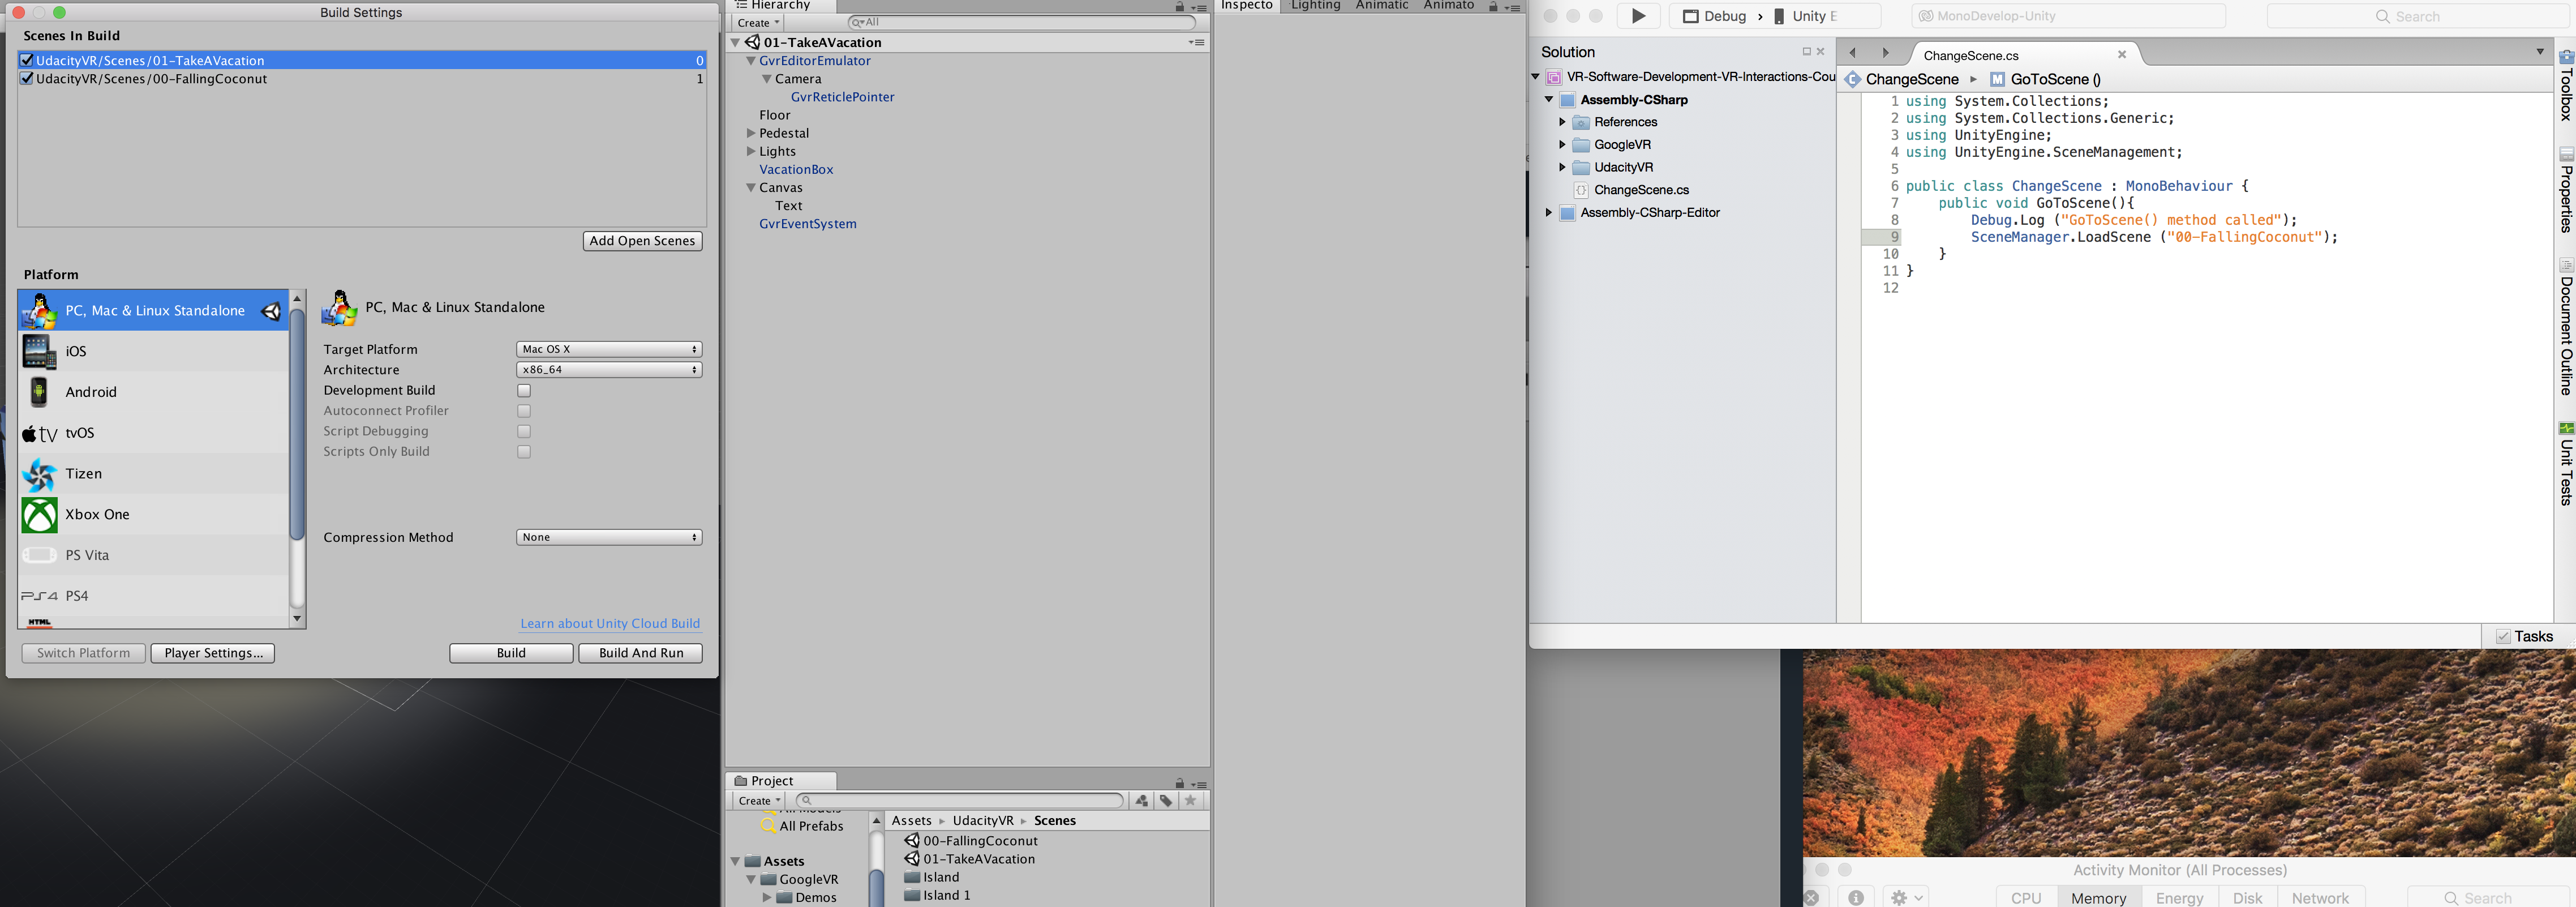 Build Settings
Scenes In Build
UdacityVR/Scenes/01-TakeAVacation 0
UdacityVR/Scenes/00-FallingCoconut 1
Add Open Scenes
Platform
PC, Mac & Linux Standalone
iOS
Android
tvOS
Tizen
Xbox One
PS Vita
PS4
HTML
PC, Mac & Linux Standalone
Target Platform Mac OS X
Architecture x86_64
Development Build
Autoconnect Profiler
Script Debugging
Scripts Only Build
Compression Method None
Learn about Unity Cloud Build
Switch Platform Player Settings... Build Build And Run
Hierarchy
Create All
01-TakeAVacation
GvrEditorEmulator
Camera
GvrReticlePointer
Floor
Pedestal
Lights
VacationBox
Canvas
Text
GvrEventSystem
Project
Create
All Models
All Prefabs
Assets
GoogleVR
Demos
Assets UdacityVR Scenes
00-FallingCoconut
01-TakeAVacation
Island
Island 1
Inspecto Lighting Animatic Animato
Debug › Unity E MonoDevelop-Unity Search
Solution
VR-Software-Development-VR-Interactions-Cou
Assembly-CSharp
References
GoogleVR
UdacityVR
ChangeScene.cs
Assembly-CSharp-Editor
ChangeScene.cs
ChangeScene GoToScene ()
1 using System.Collections;
2 using System.Collections.Generic;
3 using UnityEngine;
4 using UnityEngine.SceneManagement;
5
6 public class ChangeScene : MonoBehaviour {
7 public void GoToScene(){
8 Debug.Log ("GoToScene() method called");
9 SceneManager.LoadScene ("00-FallingCoconut");
10 }
11 }
12
Toolbox
Properties
Document Outline
Unit Tests
Tasks
Activity Monitor (All Processes)
CPU Memory Energy Disk Network Search